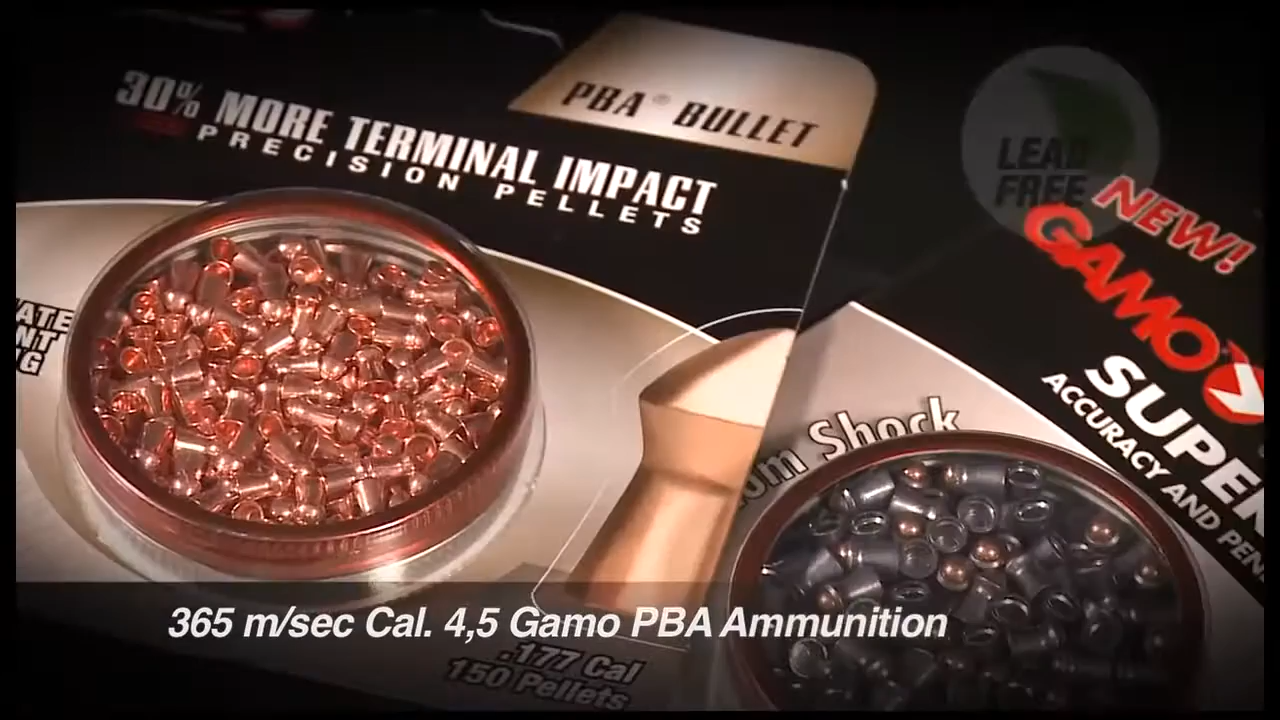 PBA® BULLET
30% MORE TERMINAL IMPACT
PRECISION PELLETS
LEAD
FREE
NEW!
GAMO
SUPER
ACCURACY AND PEN
Shock
365 m/sec Cal. 4,5 Gamo PBA Ammunition
.177 Cal
150 Pellets